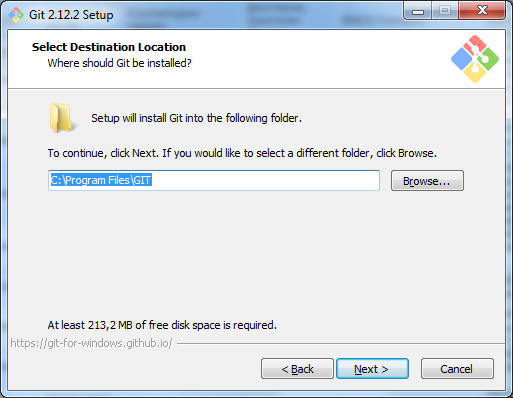 Git 2.12.2 Setup
Select Destination Location
Where should Git be installed?
Setup will install Git into the following folder.
To continue, click Next. If you would like to select a different folder, click Browse.
C:\Program Files\GIT
Browse...
At least 213,2 MB of free disk space is required.
https://git-for-windows.github.io/
< Back
Next >
Cancel